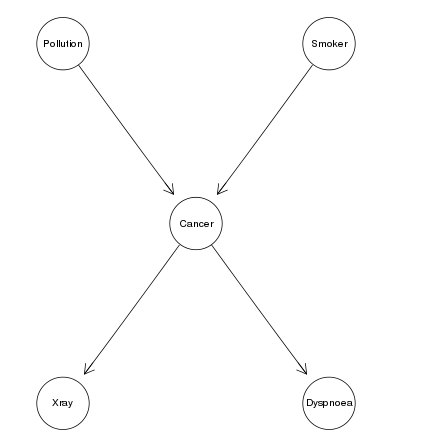 Pollution
Smoker
Cancer
Xray
Dyspnoea